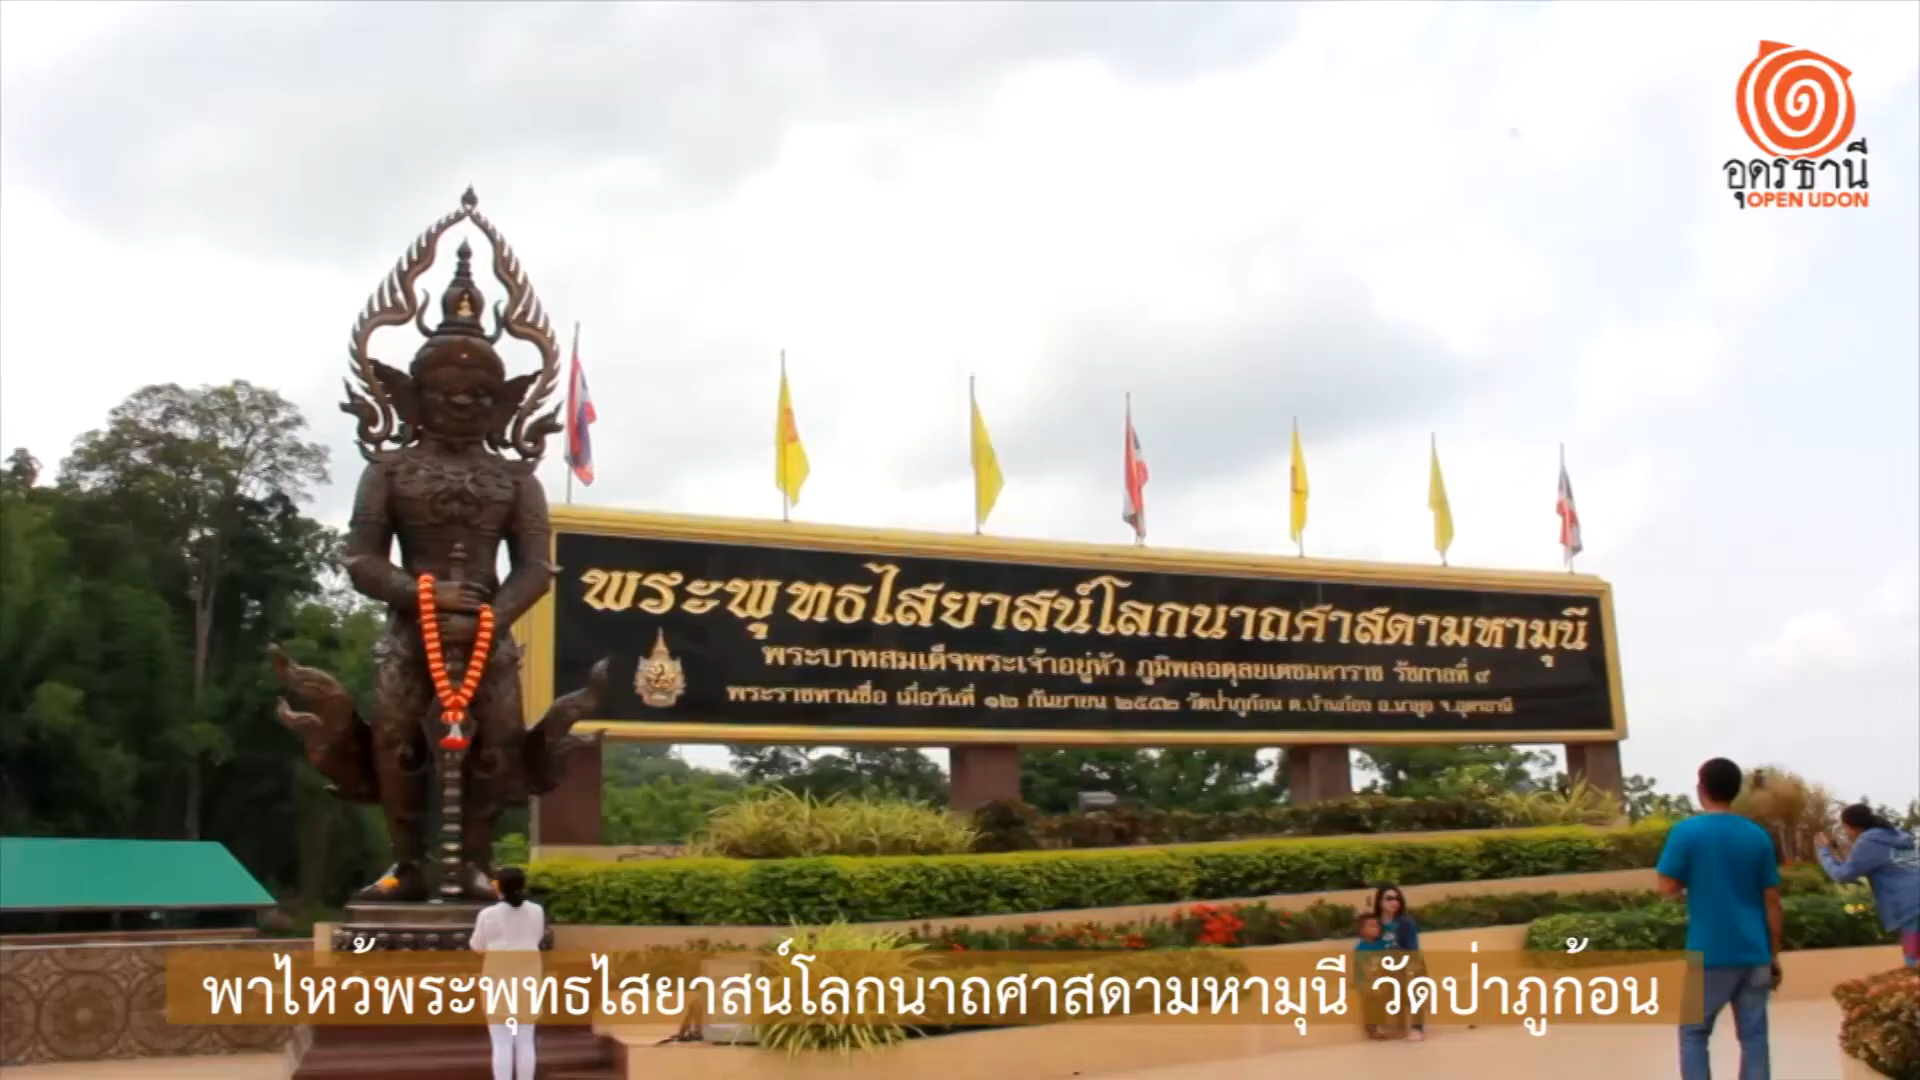 อุดรธานี
OPEN UDON
พระพุทธไสยาสน์โลกนาถศาสดามหามุนี
พระบาทสมเด็จพระเจ้าอยู่หัว ภูมิพลอดุลยเดชมหาราช รัชกาลที่ ๙
พระราชทานชื่อ เมื่อวันที่ ๑๒ กันยายน ๒๕๕๒ วัดป่าภูก้อน ต.บ้านก้อง อ.นายูง จ.อุดรธานี
พาไหว้พระพุทธไสยาสน์โลกนาถศาสดามหามุนี วัดป่าภูก้อน